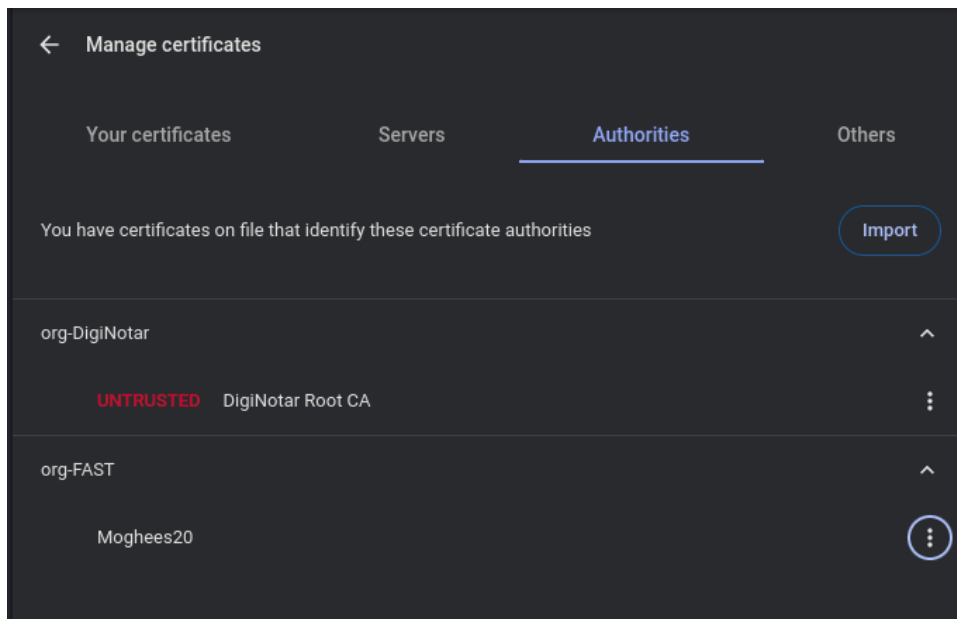 Manage certificates
Your certificates Servers Authorities Others
You have certificates on file that identify these certificate authorities Import
org-DigiNotar
UNTRUSTED DigiNotar Root CA
org-FAST
Moghees20